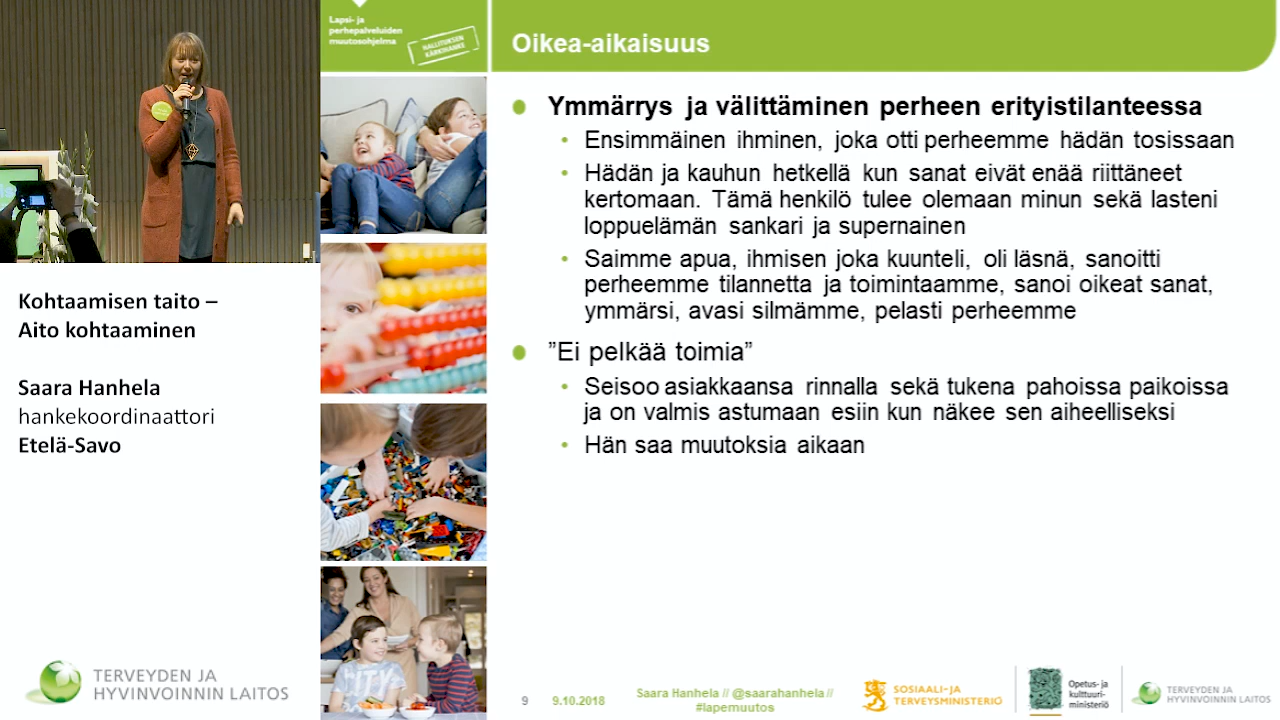 Kohtaamisen taito –
Aito kohtaaminen
Saara Hanhela
hankekoordinaattori
Etelä-Savo
TERVEYDEN JA
HYVINVOINNIN LAITOS
Lapsi- ja
perhepalveluiden
muutosohjelma
HALLITUKSEN
KÄRKIHANKE
Oikea-aikaisuus
Ymmärrys ja välittäminen perheen erityistilanteessa
Ensimmäinen ihminen, joka otti perheemme hädän tosissaan
Hädän ja kauhun hetkellä kun sanat eivät enää riittäneet
kertomaan. Tämä henkilö tulee olemaan minun sekä lasteni
loppuelämän sankari ja supernainen
Saimme apua, ihmisen joka kuunteli, oli läsnä, sanoitti
perheemme tilannetta ja toimintaamme, sanoi oikeat sanat,
ymmärsi, avasi silmämme, pelasti perheemme
”Ei pelkää toimia”
Seisoo asiakkaansa rinnalla sekä tukena pahoissa paikoissa
ja on valmis astumaan esiin kun näkee sen aiheelliseksi
Hän saa muutoksia aikaan
9
9.10.2018
Saara Hanhela // @saarahanhela //
#lapemuutos
SOSIAALI- JA
TERVEYSMINISTERIÖ
Opetus- ja
kulttuuri-
ministeriö
TERVEYDEN JA
HYVINVOINNIN LAITOS